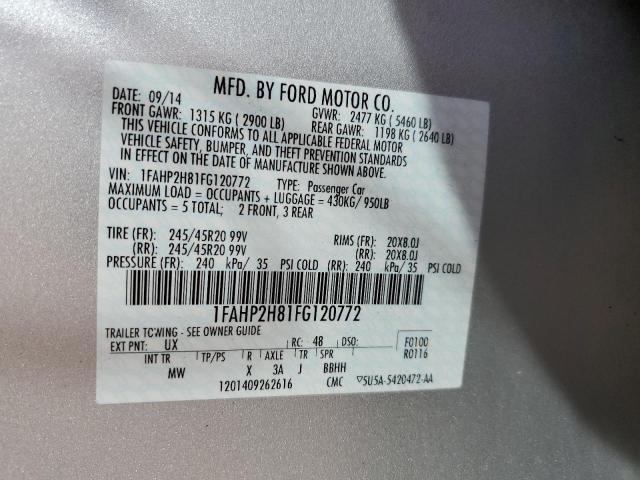 MFD. BY FORD MOTOR CO.
DATE: 09/14 GVWR: 2477 KG ( 5460 LB)
FRONT GAWR: 1315 KG ( 2900 LB) REAR GAWR: 1198 KG ( 2640 LB)
THIS VEHICLE CONFORMS TO ALL APPLICABLE FEDERAL MOTOR
VEHICLE SAFETY, BUMPER, AND THEFT PREVENTION STANDARDS
IN EFFECT ON THE DATE OF MANUFACTURE SHOWN ABOVE.
VIN: 1FAHP2H81FG120772 TYPE: Passenger Car
MAXIMUM LOAD = OCCUPANTS + LUGGAGE = 430KG/ 950LB
OCCUPANTS = 5 TOTAL; 2 FRONT, 3 REAR
TIRE (FR): 245/45R20 99V RIMS (FR): 20X8.0J
(RR): 245/45R20 99V (RR): 20X8.0J
PRESSURE (FR): 240 kPa/ 35 PSI COLD (RR): 240 kPa/ 35 PSI COLD
1FAHP2H81FG120772
TRAILER TOWING - SEE OWNER GUIDE
EXT PNT: UX RC: 48 DSO: F0100
R0116
INT TR TP/PS R AXLE TR SPR
MW X 3A J BBHH
1201409262616 CMC ▽5U5A-5420472-AA